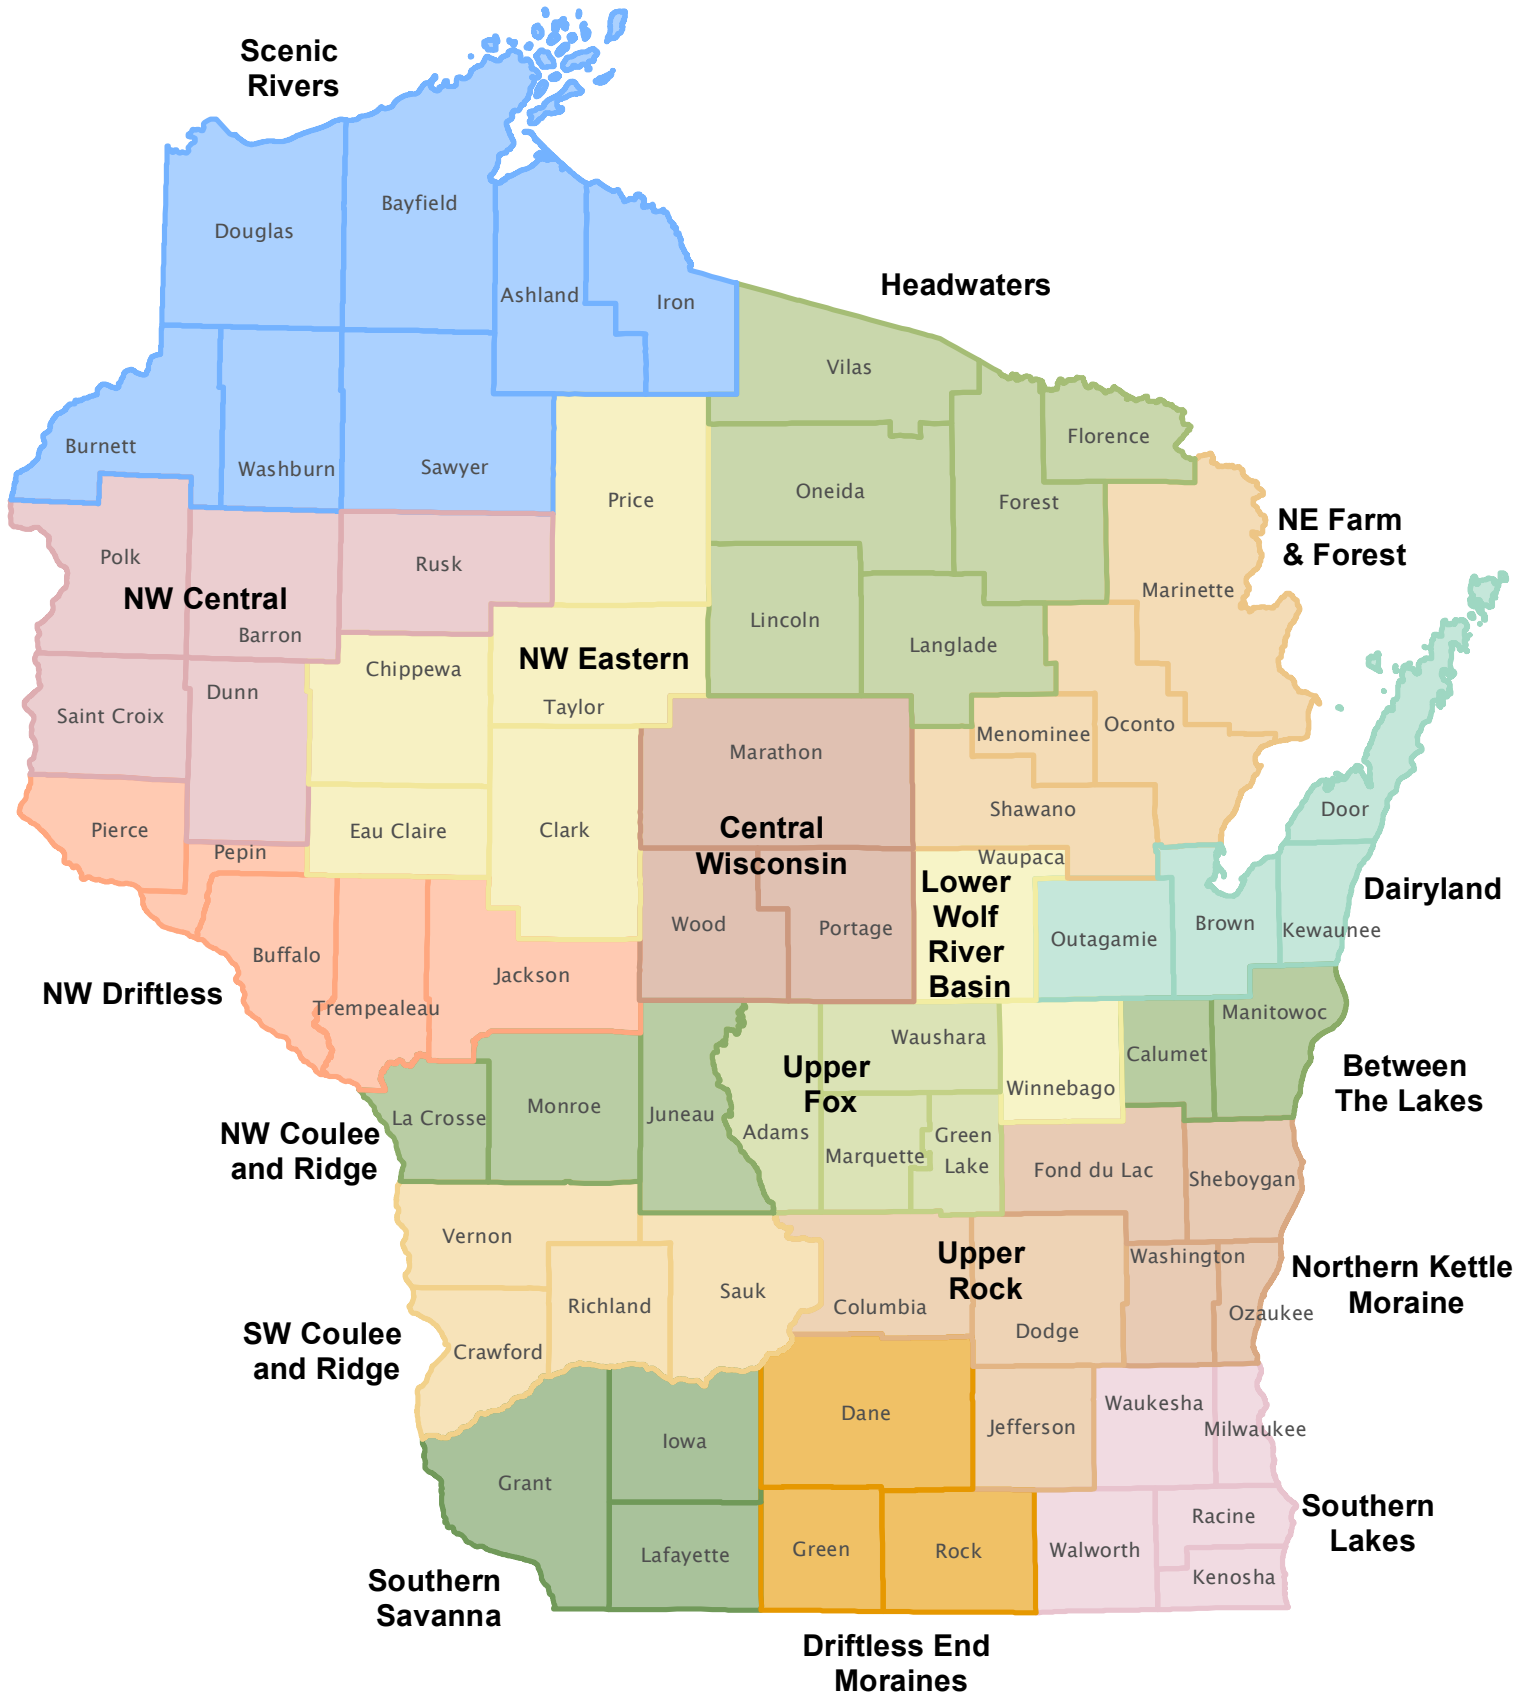 Scenic
Rivers
Bayfield
Douglas
Headwaters
Ashland
Iron
Vilas
Florence
Burnett
Washburn
Sawyer
Oneida
Price
Forest
NE Farm
& Forest
Polk
Rusk
Marinette
NW Central
Lincoln
Barron
Langlade
NW Eastern
Chippewa
Dunn
Taylor
Saint Croix
Oconto
Menominee
Marathon
Door
Shawano
Pierce
Eau Claire
Clark
Central
Wisconsin
Pepin
Waupaca
Lower
Wolf
River
Basin
Dairyland
Wood
Portage
Outagamie
Brown
Kewaunee
Buffalo
Jackson
NW Driftless
Trempealeau
Manitowoc
Waushara
Calumet
Upper
Fox
Winnebago
Between
The Lakes
Monroe
Juneau
La Crosse
Adams
Green
Lake
Marquette
NW Coulee
and Ridge
Fond du Lac
Sheboygan
Vernon
Upper
Rock
Washington
Northern Kettle
Moraine
Sauk
Richland
Columbia
Ozaukee
Dodge
SW Coulee
and Ridge
Crawford
Waukesha
Dane
Jefferson
Milwaukee
Iowa
Grant
Southern
Lakes
Racine
Green
Rock
Walworth
Lafayette
Kenosha
Southern
Savanna
Driftless End
Moraines